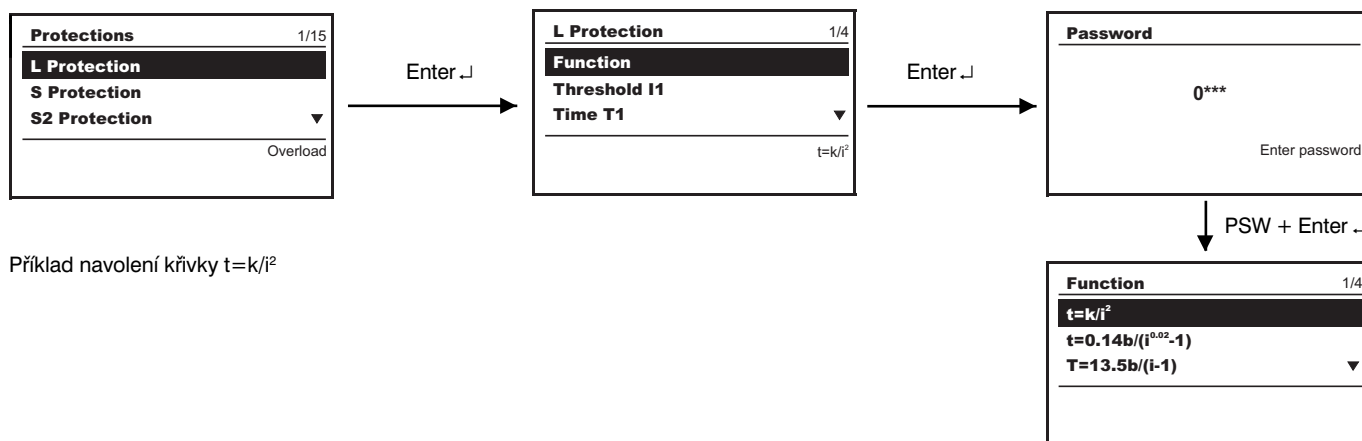 Protections 1/15
L Protection
S Protection
S2 Protection ▼
Overload
Enter ↵
L Protection 1/4
Function
Threshold I1
Time T1 ▼
t=k/i²
Enter ↵
Password
0***
Enter password
PSW + Enter ↵
Příklad navolení křivky t=k/i²
Function 1/4
t=k/i²
t=0.14b/(i⁰·⁰²-1)
T=13.5b/(i-1) ▼